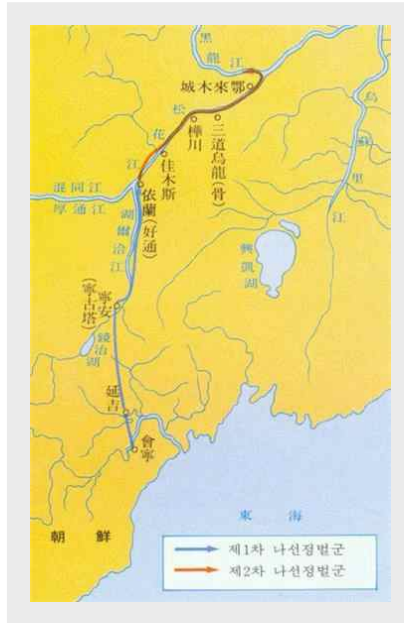 黑龍江
城木來鄂
松花江
樺川
三道烏龍(骨)
烏蘇里江
佳木斯
依蘭(好通)
混同江
厚通江
湖爾哈江
興凱湖
寧安
(寧古塔)
鏡泊湖
延吉
會寧
東海
朝鮮
제1차 나선정벌군
제2차 나선정벌군